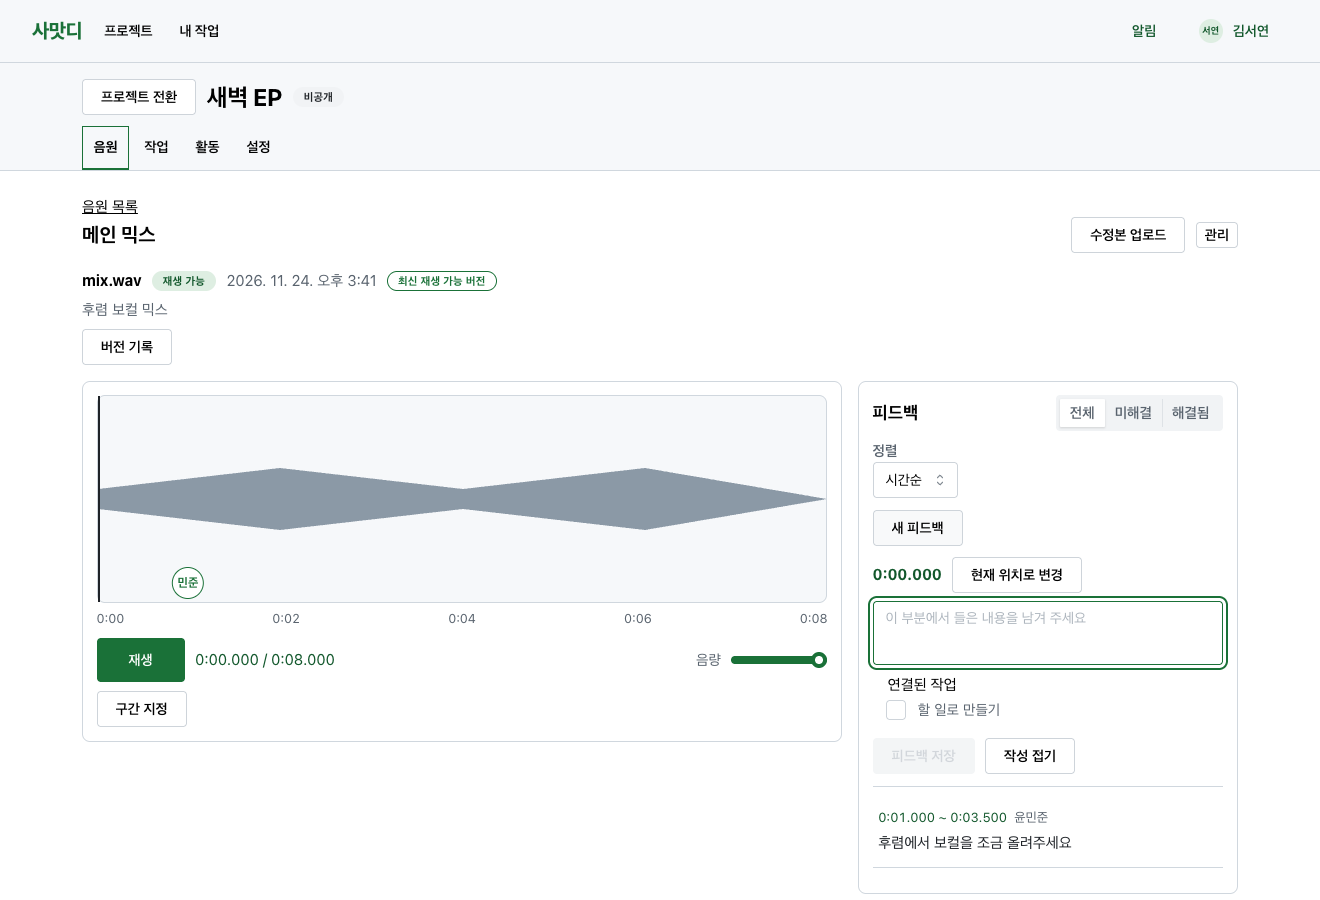 사맛디 프로젝트 내 작업 알림 서연 김서연
프로젝트 전환 새벽 EP 비공개
음원 작업 활동 설정
음원 목록
메인 믹스
수정본 업로드 관리
mix.wav 재생 가능 2026. 11. 24. 오후 3:41 최신 재생 가능 버전
후렴 보컬 믹스
버전 기록
민준
0:00 0:02 0:04 0:06 0:08
재생 0:00.000 / 0:08.000 음량
구간 지정
피드백 전체 미해결 해결됨
정렬
시간순
새 피드백
0:00.000 현재 위치로 변경
이 부분에서 들은 내용을 남겨 주세요
연결된 작업
할 일로 만들기
피드백 저장 작성 접기
0:01.000 ~ 0:03.500 윤민준
후렴에서 보컬을 조금 올려주세요